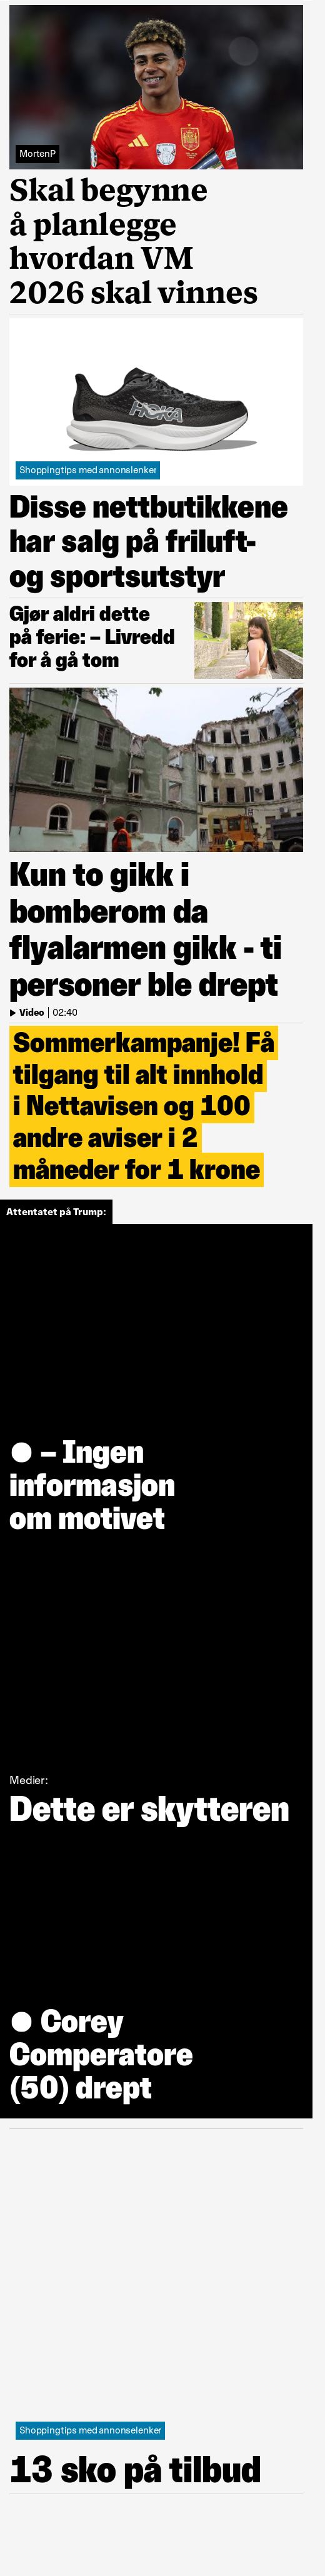 MortenP
Skal begynne
å planlegge
hvordan VM
2026 skal vinnes
HOKA
Shoppingtips med annonslenker
Disse nettbutikkene
har salg på friluft-
og sportsutstyr
Gjør aldri dette
på ferie: – Livredd
for å gå tom
Kun to gikk i
bomberom da
flyalarmen gikk - ti
personer ble drept
Video | 02:40
Sommerkampanje! Få
tilgang til alt innhold
i Nettavisen og 100
andre aviser i 2
måneder for 1 krone
Attentatet på Trump:
● – Ingen
informasjon
om motivet
Medier:
Dette er skytteren
● Corey
Comperatore
(50) drept
Shoppingtips med annonselenker
13 sko på tilbud